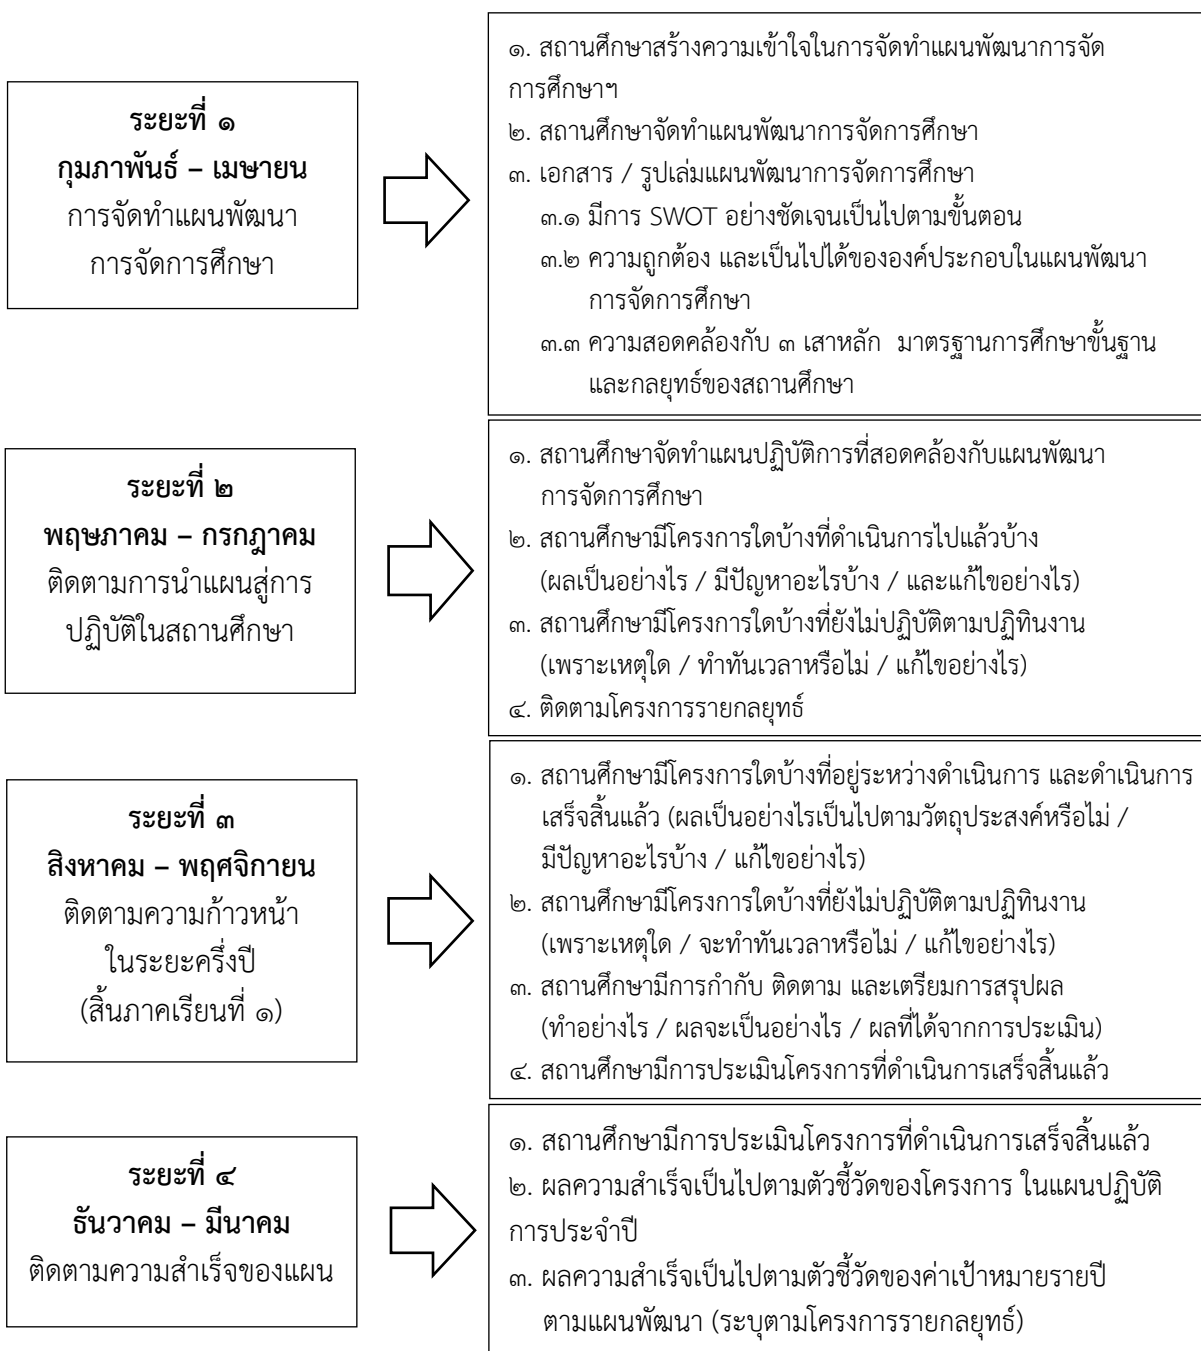 ระยะที่ ๑
กุมภาพันธ์ – เมษายน
การจัดทำแผนพัฒนา
การจัดการศึกษา
๑. สถานศึกษาสร้างความเข้าใจในการจัดทำแผนพัฒนาการจัด
การศึกษาฯ
๒. สถานศึกษาจัดทำแผนพัฒนาการจัดการศึกษา
๓. เอกสาร / รูปเล่มแผนพัฒนาการจัดการศึกษา
๓.๑ มีการ SWOT อย่างชัดเจนเป็นไปตามขั้นตอน
๓.๒ ความถูกต้อง และเป็นไปได้ขององค์ประกอบในแผนพัฒนา
การจัดการศึกษา
๓.๓ ความสอดคล้องกับ ๓ เสาหลัก มาตรฐานการศึกษาขั้นฐาน
และกลยุทธ์ของสถานศึกษา
ระยะที่ ๒
พฤษภาคม – กรกฎาคม
ติดตามการนำแผนสู่การ
ปฏิบัติในสถานศึกษา
๑. สถานศึกษาจัดทำแผนปฏิบัติการที่สอดคล้องกับแผนพัฒนา
การจัดการศึกษา
๒. สถานศึกษามีโครงการใดบ้างที่ดำเนินการไปแล้วบ้าง
(ผลเป็นอย่างไร / มีปัญหาอะไรบ้าง / และแก้ไขอย่างไร)
๓. สถานศึกษามีโครงการใดบ้างที่ยังไม่ปฏิบัติตามปฏิทินงาน
(เพราะเหตุใด / ทำทันเวลาหรือไม่ / แก้ไขอย่างไร)
๔. ติดตามโครงการรายกลยุทธ์
ระยะที่ ๓
สิงหาคม – พฤศจิกายน
ติดตามความก้าวหน้า
ในระยะครึ่งปี
(สิ้นภาคเรียนที่ ๑)
๑. สถานศึกษามีโครงการใดบ้างที่อยู่ระหว่างดำเนินการ และดำเนินการ
เสร็จสิ้นแล้ว (ผลเป็นอย่างไรเป็นไปตามวัตถุประสงค์หรือไม่ /
มีปัญหาอะไรบ้าง / แก้ไขอย่างไร)
๒. สถานศึกษามีโครงการใดบ้างที่ยังไม่ปฏิบัติตามปฏิทินงาน
(เพราะเหตุใด / จะทำทันเวลาหรือไม่ / แก้ไขอย่างไร)
๓. สถานศึกษามีการกำกับ ติดตาม และเตรียมการสรุปผล
(ทำอย่างไร / ผลจะเป็นอย่างไร / ผลที่ได้จากการประเมิน)
๔. สถานศึกษามีการประเมินโครงการที่ดำเนินการเสร็จสิ้นแล้ว
ระยะที่ ๔
ธันวาคม – มีนาคม
ติดตามความสำเร็จของแผน
๑. สถานศึกษามีการประเมินโครงการที่ดำเนินการเสร็จสิ้นแล้ว
๒. ผลความสำเร็จเป็นไปตามตัวชี้วัดของโครงการ ในแผนปฏิบัติ
การประจำปี
๓. ผลความสำเร็จเป็นไปตามตัวชี้วัดของค่าเป้าหมายรายปี
ตามแผนพัฒนา (ระบุตามโครงการรายกลยุทธ์)